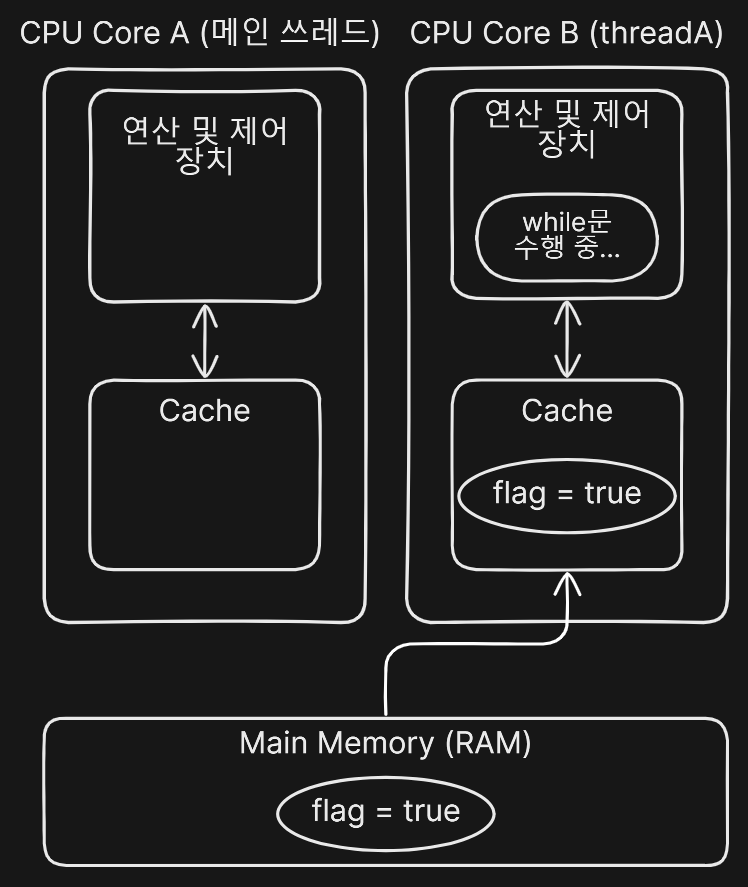 CPU Core A (메인 쓰레드)
CPU Core B (threadA)
연산 및 제어
장치
연산 및 제어
장치
while문
수행 중...
Cache
Cache
flag = true
Main Memory (RAM)
flag = true